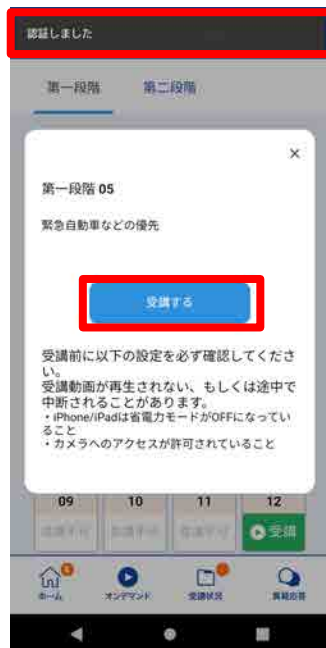 認証しました
第一段階 第二段階
×
第一段階 05
緊急自動車などの優先
受講する
受講前に以下の設定を必ず確認してくださ
い。
受講動画が再生されない、もしくは途中で
中断されることがあります。
・iPhone/iPadは省電力モードがOFFになってい
ること
・カメラへのアクセスが許可されていること
09 10 11 12
受講
ホーム オンデマンド 受講状況 質疑応答